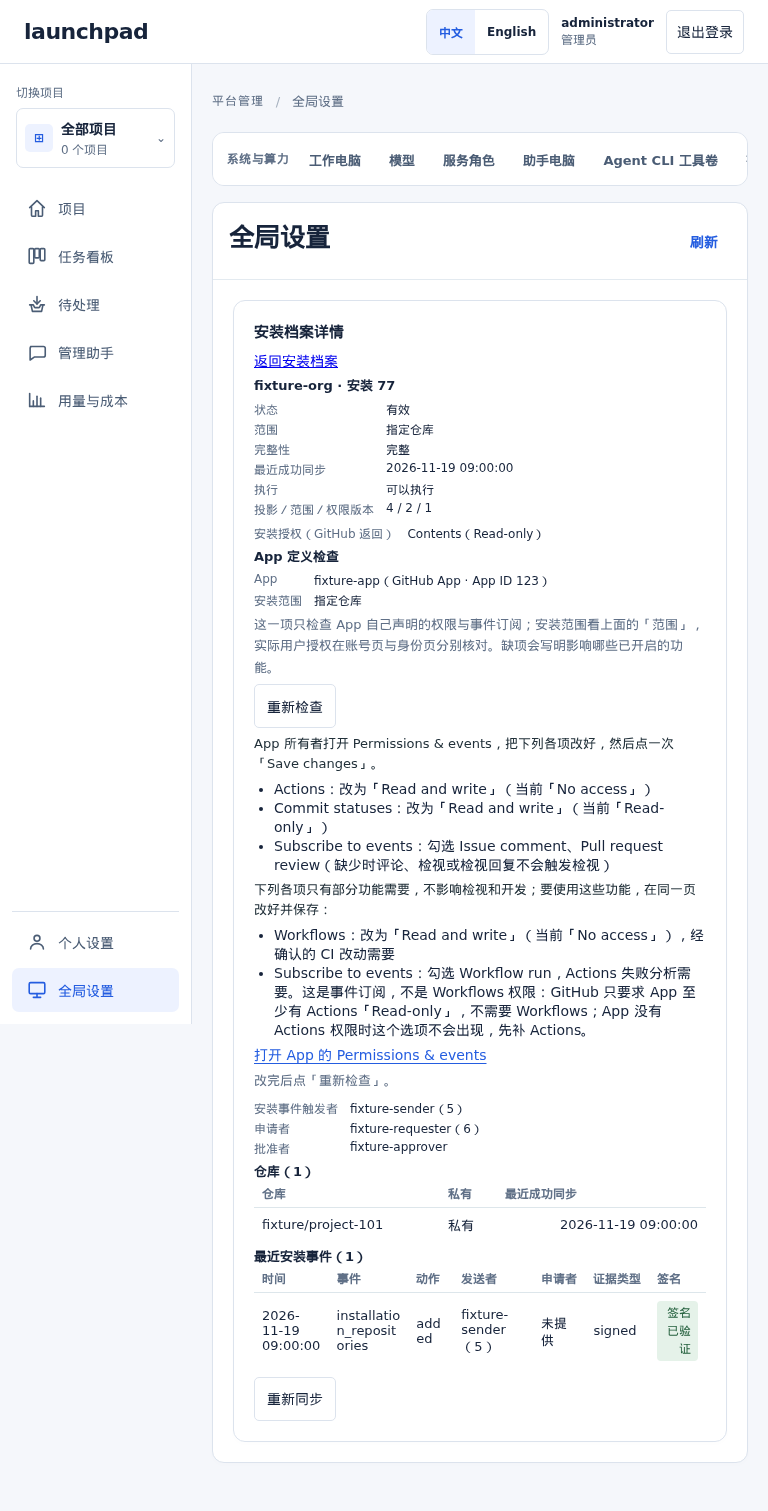 launchpad
中文
English
administrator
管理员
退出登录
切换项目
全部项目
0 个项目
项目
任务看板
待处理
管理助手
用量与成本
个人设置
全局设置
平台管理 / 全局设置
系统与算力 工作电脑 模型 服务角色 助手电脑 Agent CLI 工具卷
全局设置
刷新
安装档案详情
返回安装档案
fixture-org · 安装 77
状态 有效
范围 指定仓库
完整性 完整
最近成功同步 2026-11-19 09:00:00
执行 可以执行
投影 / 范围 / 权限版本 4 / 2 / 1
安装授权（GitHub 返回） Contents（Read-only）
App 定义检查
App fixture-app（GitHub App · App ID 123）
安装范围 指定仓库
这一项只检查 App 自己声明的权限与事件订阅；安装范围看上面的「范围」，
实际用户授权在账号页与身份页分别核对。缺项会写明影响哪些已开启的功
能。
重新检查
App 所有者打开 Permissions & events，把下列各项改好，然后点一次
「Save changes」。
• Actions：改为「Read and write」（当前「No access」）
• Commit statuses：改为「Read and write」（当前「Read-
only」）
• Subscribe to events：勾选 Issue comment、Pull request
review（缺少时评论、检视或检视回复不会触发检视）
下列各项只有部分功能需要，不影响检视和开发；要使用这些功能，在同一页
改好并保存：
• Workflows：改为「Read and write」（当前「No access」），经
确认的 CI 改动需要
• Subscribe to events：勾选 Workflow run，Actions 失败分析需
要。这是事件订阅，不是 Workflows 权限：GitHub 只要求 App 至
少有 Actions「Read-only」，不需要 Workflows；App 没有
Actions 权限时这个选项不会出现，先补 Actions。
打开 App 的 Permissions & events
改完后点「重新检查」。
安装事件触发者 fixture-sender（5）
申请者 fixture-requester（6）
批准者 fixture-approver
仓库（1）
仓库 私有 最近成功同步
fixture/project-101 私有 2026-11-19 09:00:00
最近安装事件（1）
时间 事件 动作 发送者 申请者 证据类型 签名
2026-
11-19
09:00:00
installatio
n_reposit
ories
add
ed
fixture-
sender
（5）
未提
供
signed
签名
已验
证
重新同步